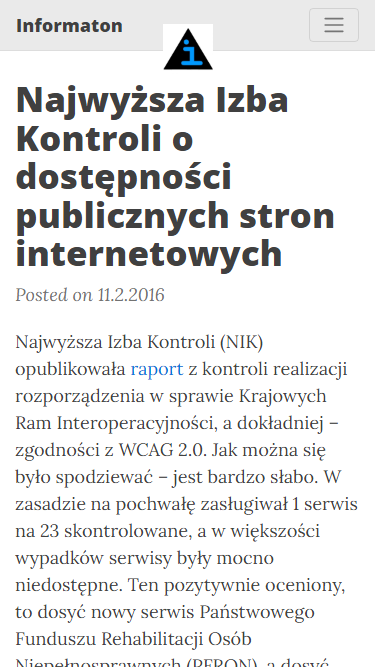 Informaton
Najwyższa Izba
Kontroli o
dostępności
publicznych stron
internetowych
Posted on 11.2.2016
Najwyższa Izba Kontroli (NIK)
opublikowała raport z kontroli realizacji
rozporządzenia w sprawie Krajowych
Ram Interoperacyjności, a dokładniej –
zgodności z WCAG 2.0. Jak można się
było spodziewać – jest bardzo słabo. W
zasadzie na pochwałę zasługiwał 1 serwis
na 23 skontrolowane, a w większości
wypadków serwisy były mocno
niedostępne. Ten pozytywnie oceniony,
to dosyć nowy serwis Państwowego
Funduszu Rehabilitacji Osób
Niepełnosprawnych (PFRON), a dosyć